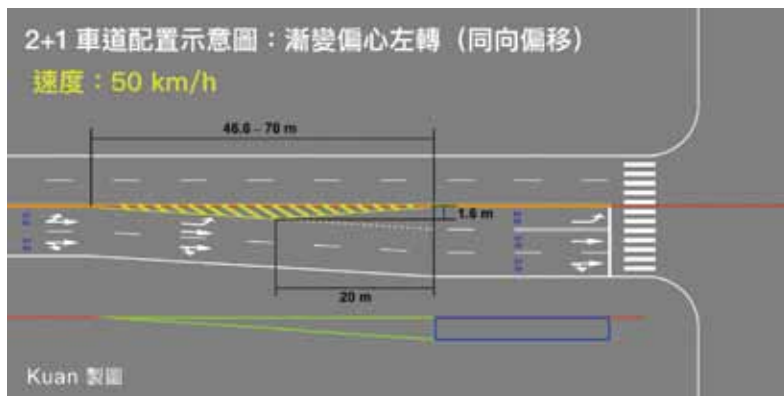 2+1 車道配置示意圖：漸變偏心左轉（同向偏移）
速度：50 km/h
46.6 – 70 m
1.6 m
20 m
Kuan 製圖